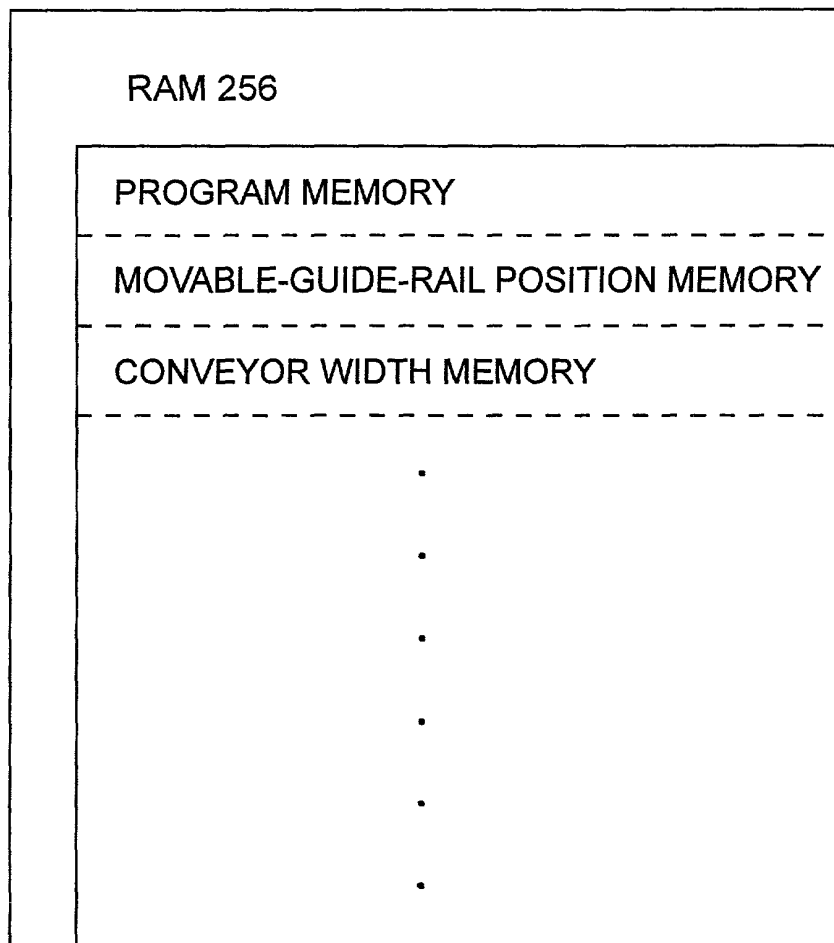 RAM 256
PROGRAM MEMORY
MOVABLE-GUIDE-RAIL POSITION MEMORY
CONVEYOR WIDTH MEMORY